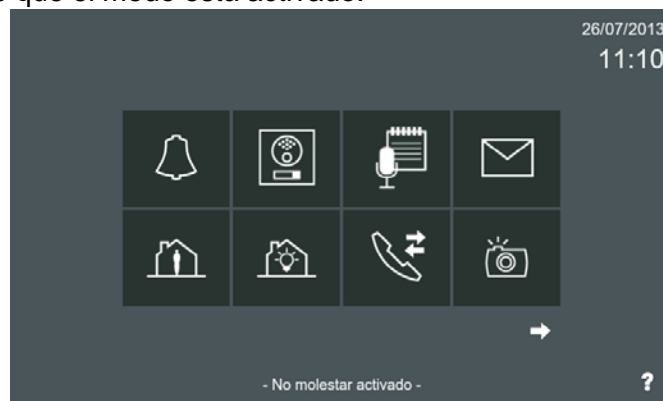 que el modo está activado.
26/07/2013
11:10
- No molestar activado -
?